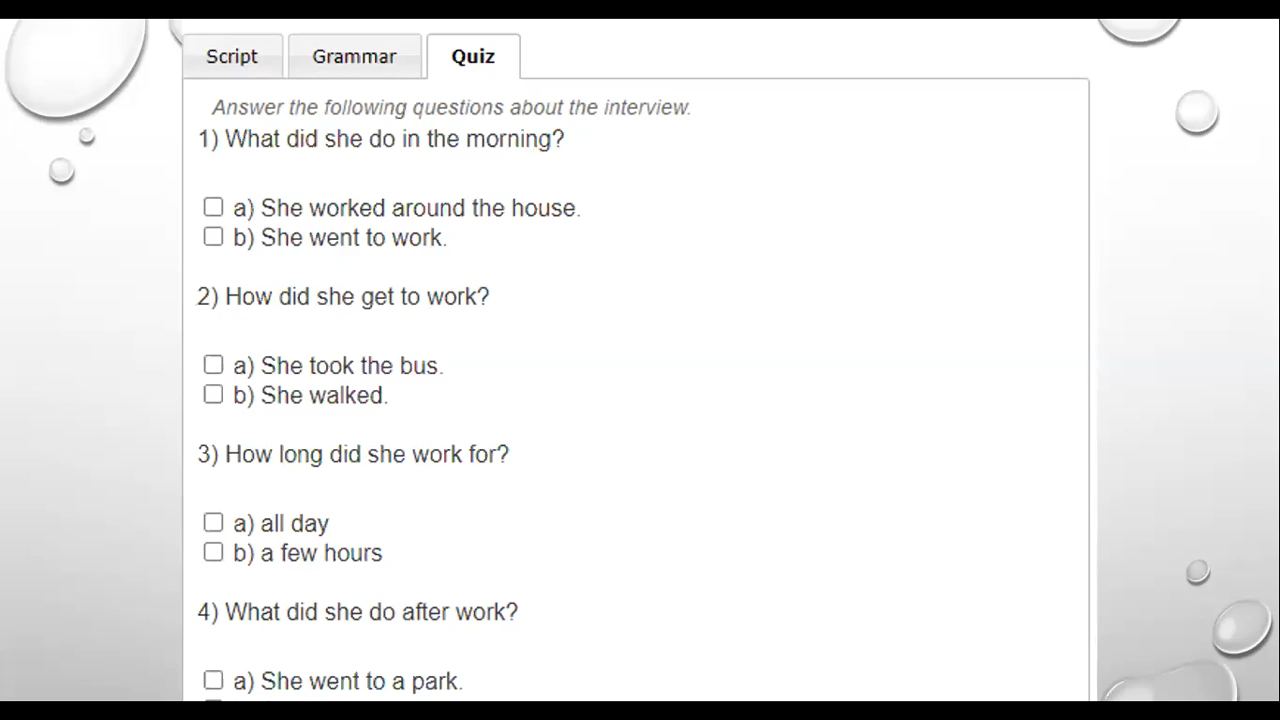 Script Grammar Quiz
Answer the following questions about the interview.
1) What did she do in the morning?
a) She worked around the house.
b) She went to work.
2) How did she get to work?
a) She took the bus.
b) She walked.
3) How long did she work for?
a) all day
b) a few hours
4) What did she do after work?
a) She went to a park.